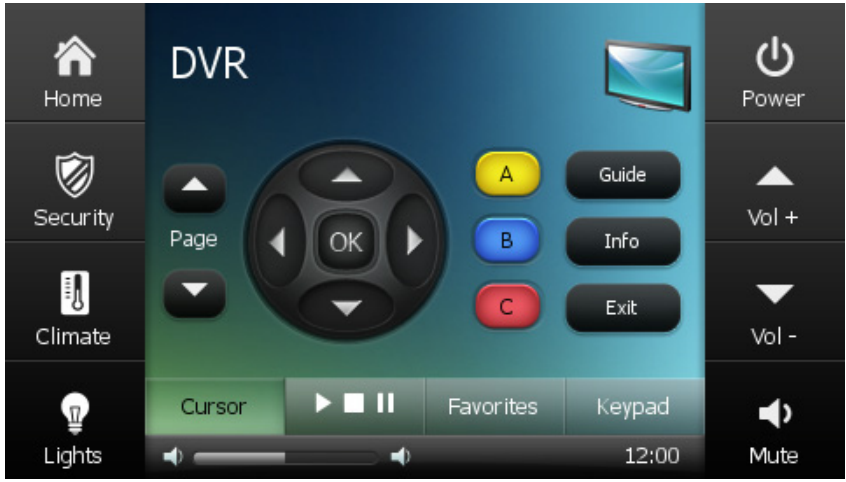 Home
Security
Climate
Lights
DVR
Page
OK
A
B
C
Guide
Info
Exit
Cursor
Favorites
Keypad
12:00
Power
Vol +
Vol -
Mute